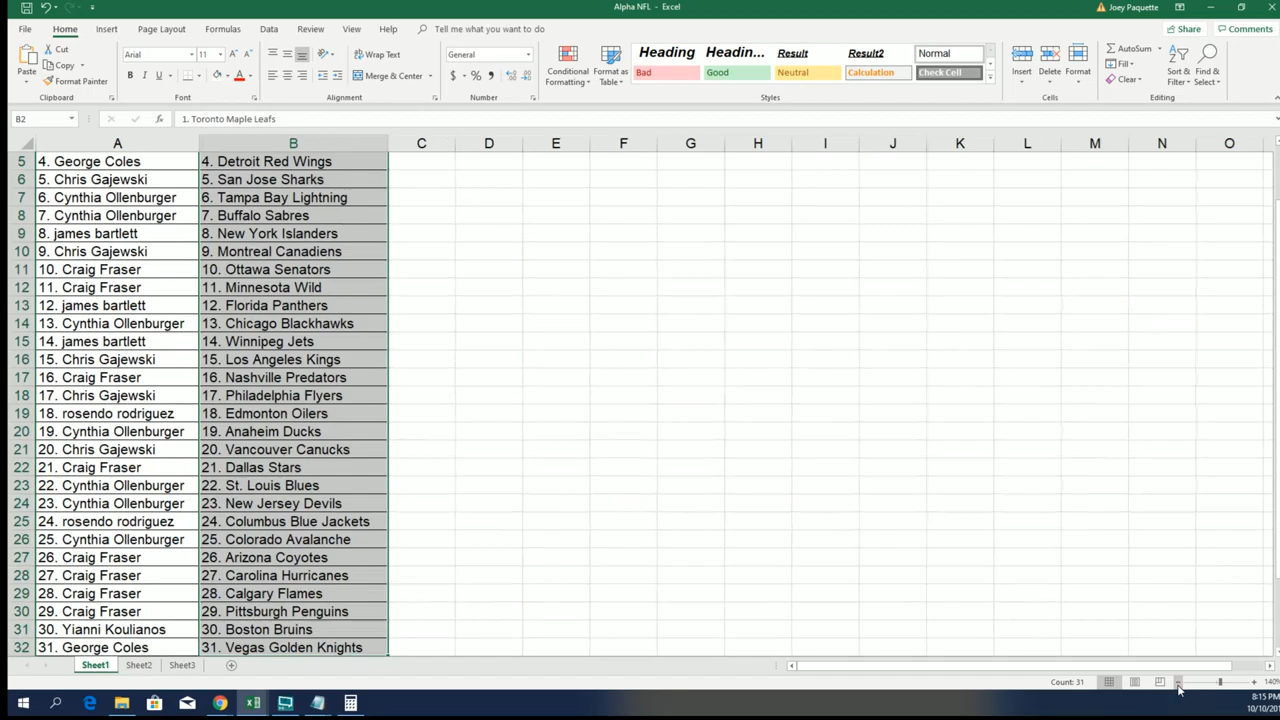 Alpha NFL - Excel
Joey Paquette
File Home Insert Page Layout Formulas Data Review View Help Tell me what you want to do
Share Comments
Paste Cut Copy Format Painter
Arial 11
B I U
Wrap Text
Merge & Center
General
$ % ,
Conditional Formatting Format as Table
Heading Headin... Result Result2 Normal
Bad Good Neutral Calculation Check Cell
Insert Delete Format
AutoSum Fill Clear
Sort & Filter Find & Select
Clipboard Font Alignment Number Styles Cells Editing
B2 fx 1. Toronto Maple Leafs
A B C D E F G H I J K L M N O
5 4. George Coles 4. Detroit Red Wings
6 5. Chris Gajewski 5. San Jose Sharks
7 6. Cynthia Ollenburger 6. Tampa Bay Lightning
8 7. Cynthia Ollenburger 7. Buffalo Sabres
9 8. james bartlett 8. New York Islanders
10 9. Chris Gajewski 9. Montreal Canadiens
11 10. Craig Fraser 10. Ottawa Senators
12 11. Craig Fraser 11. Minnesota Wild
13 12. james bartlett 12. Florida Panthers
14 13. Cynthia Ollenburger 13. Chicago Blackhawks
15 14. james bartlett 14. Winnipeg Jets
16 15. Chris Gajewski 15. Los Angeles Kings
17 16. Craig Fraser 16. Nashville Predators
18 17. Chris Gajewski 17. Philadelphia Flyers
19 18. rosendo rodriguez 18. Edmonton Oilers
20 19. Cynthia Ollenburger 19. Anaheim Ducks
21 20. Chris Gajewski 20. Vancouver Canucks
22 21. Craig Fraser 21. Dallas Stars
23 22. Cynthia Ollenburger 22. St. Louis Blues
24 23. Cynthia Ollenburger 23. New Jersey Devils
25 24. rosendo rodriguez 24. Columbus Blue Jackets
26 25. Cynthia Ollenburger 25. Colorado Avalanche
27 26. Craig Fraser 26. Arizona Coyotes
28 27. Craig Fraser 27. Carolina Hurricanes
29 28. Craig Fraser 28. Calgary Flames
30 29. Craig Fraser 29. Pittsburgh Penguins
31 30. Yianni Koulianos 30. Boston Bruins
32 31. George Coles 31. Vegas Golden Knights
Sheet1 Sheet2 Sheet3
Count: 31 140%
8:15 PM
10/10/20